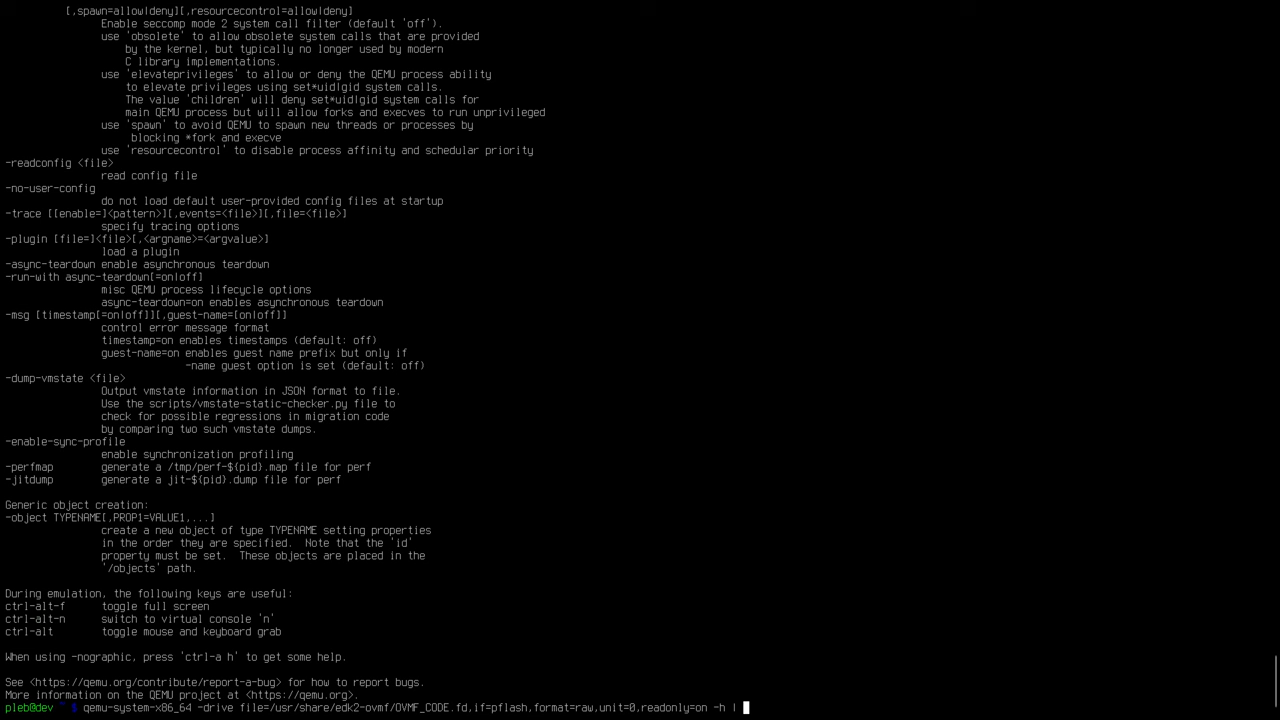 [,spawn=allow|deny][,resourcecontrol=allow|deny]
Enable seccomp mode 2 system call filter (default 'off').
use 'obsolete' to allow obsolete system calls that are provided
by the kernel, but typically no longer used by modern
C library implementations.
use 'elevateprivileges' to allow or deny the QEMU process ability
to elevate privileges using set*uid|gid system calls.
The value 'children' will deny set*uid|gid system calls for
main QEMU process but will allow forks and execves to run unprivileged
use 'spawn' to avoid QEMU to spawn new threads or processes by
blocking *fork and execve
use 'resourcecontrol' to disable process affinity and schedular priority
-readconfig <file>
read config file
-no-user-config
do not load default user-provided config files at startup
-trace [[enable=]<pattern>][,events=<file>][,file=<file>]
specify tracing options
-plugin [file=]<file>[,<argname>=<argvalue>]
load a plugin
-async-teardown enable asynchronous teardown
-run-with async-teardown[=on|off]
misc QEMU process lifecycle options
async-teardown=on enables asynchronous teardown
-msg [timestamp[=on|off]][,guest-name=[on|off]]
control error message format
timestamp=on enables timestamps (default: off)
guest-name=on enables guest name prefix but only if
-name guest option is set (default: off)
-dump-vmstate <file>
Output vmstate information in JSON format to file.
Use the scripts/vmstate-static-checker.py file to
check for possible regressions in migration code
by comparing two such vmstate dumps.
-enable-sync-profile
enable synchronization profiling
-perfmap generate a /tmp/perf-${pid}.map file for perf
-jitdump generate a jit-${pid}.dump file for perf
Generic object creation:
-object TYPENAME[,PROP1=VALUE1,...]
create a new object of type TYPENAME setting properties
in the order they are specified. Note that the 'id'
property must be set. These objects are placed in the
'/objects' path.
During emulation, the following keys are useful:
ctrl-alt-f toggle full screen
ctrl-alt-n switch to virtual console 'n'
ctrl-alt toggle mouse and keyboard grab
When using -nographic, press 'ctrl-a h' to get some help.
See <https://qemu.org/contribute/report-a-bug> for how to report bugs.
More information on the QEMU project at <https://qemu.org>.
pleb@dev ~ $ qemu-system-x86_64 -drive file=/usr/share/edk2-ovmf/OVMF_CODE.fd,if=pflash,format=raw,unit=0,readonly=on -h |